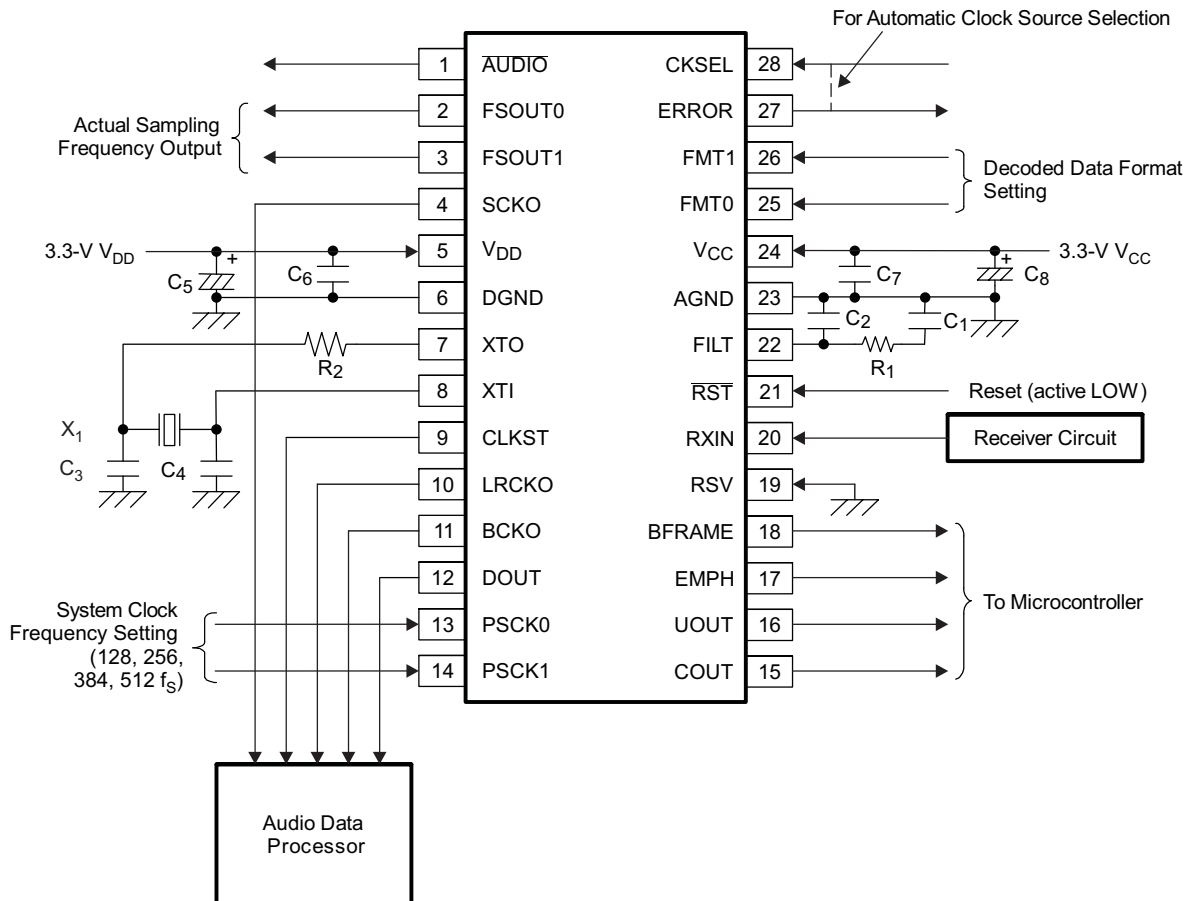 For Automatic Clock Source Selection
1 AUDIO CKSEL 28
2 FSOUT0 ERROR 27
Actual Sampling
Frequency Output
3 FSOUT1 FMT1 26
Decoded Data Format
Setting
4 SCKO FMT0 25
3.3-V VDD
5 VDD VCC 24
3.3-V VCC
+
C5
C6
C7
+
C8
6 DGND AGND 23
C2
C1
7 XTO FILT 22
R2
R1
8 XTI RST 21
Reset (active LOW)
X1
9 CLKST RXIN 20
Receiver Circuit
C3
C4
10 LRCKO RSV 19
11 BCKO BFRAME 18
12 DOUT EMPH 17
To Microcontroller
System Clock
Frequency Setting
(128, 256,
384, 512 fS)
13 PSCK0 UOUT 16
14 PSCK1 COUT 15
Audio Data
Processor